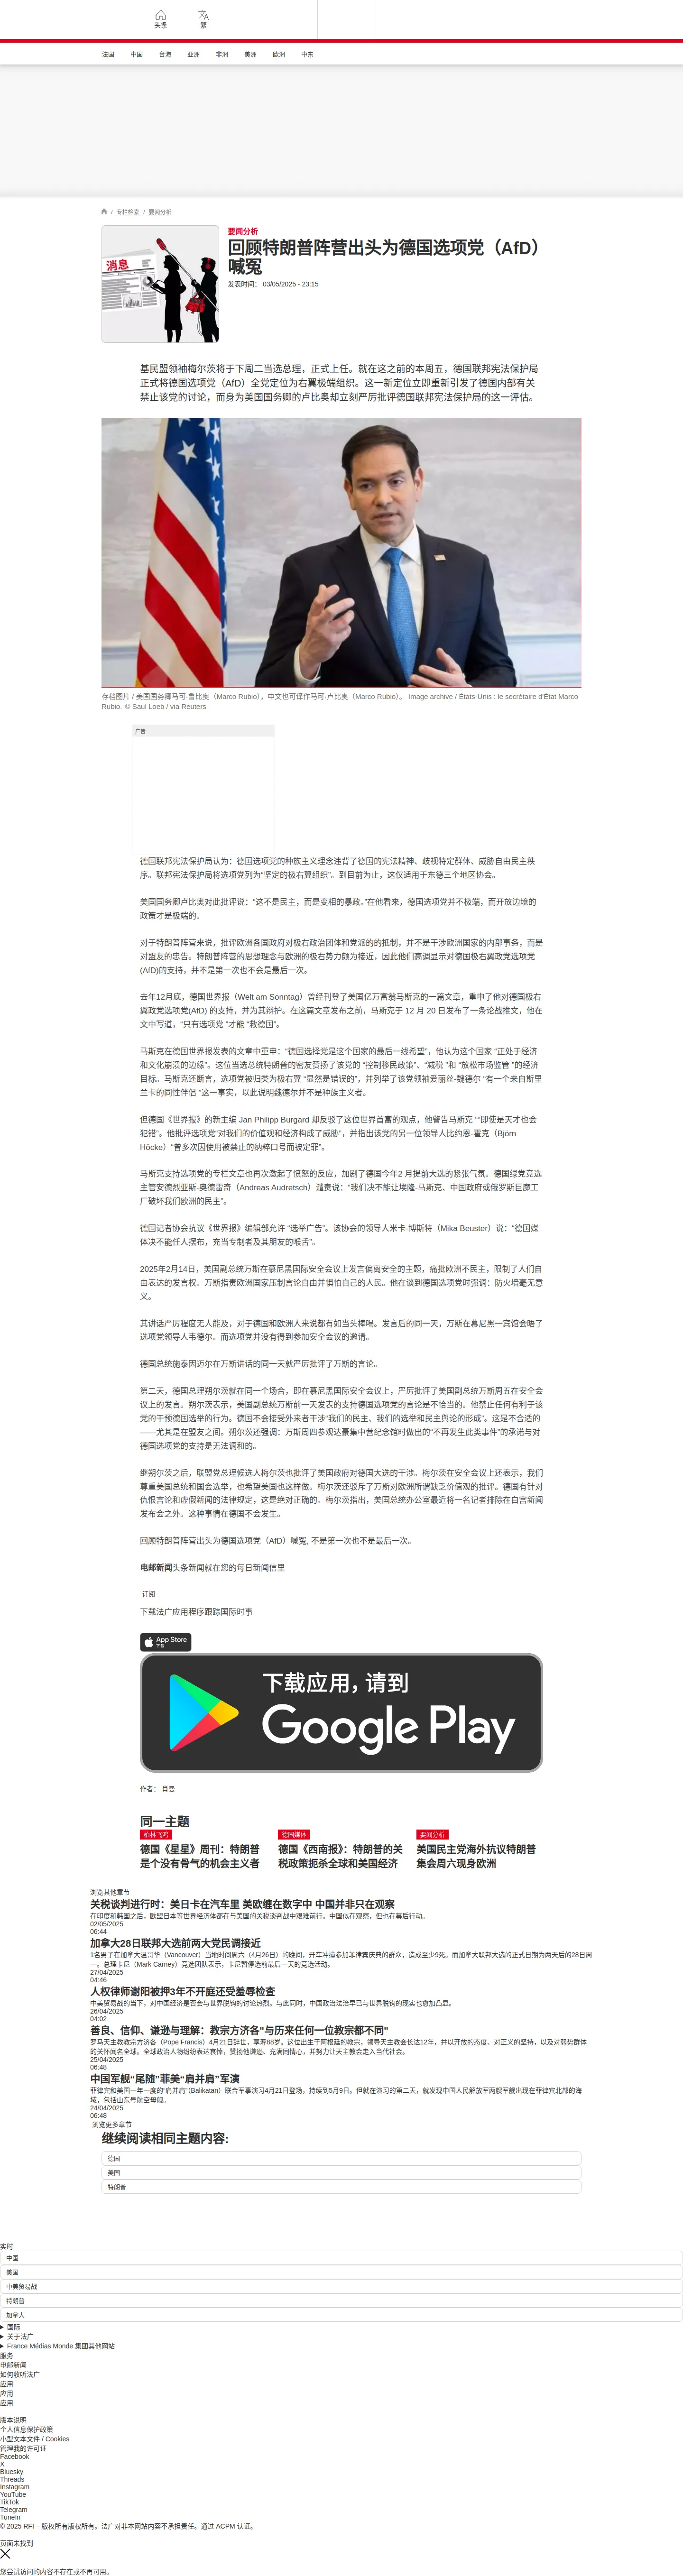 头条
繁
法国
中国
台海
亚洲
非洲
美洲
欧洲
中东
/ 专栏检索 / 要闻分析
消息
要闻分析
回顾特朗普阵营出头为德国选项党（AfD）
喊冤
发表时间： 03/05/2025 - 23:15
基民盟领袖梅尔茨将于下周二当选总理，正式上任。就在这之前的本周五，德国联邦宪法保护局
正式将德国选项党（AfD）全党定位为右翼极端组织。这一新定位立即重新引发了德国内部有关
禁止该党的讨论，而身为美国国务卿的卢比奥却立刻严厉批评德国联邦宪法保护局的这一评估。
存档图片 / 美国国务卿马可·鲁比奥（Marco Rubio），中文也可译作马可·卢比奥（Marco Rubio）。 Image archive / États-Unis : le secrétaire d'État Marco
Rubio. © Saul Loeb / via Reuters
广告
德国联邦宪法保护局认为：德国选项党的种族主义理念违背了德国的宪法精神、歧视特定群体、威胁自由民主秩
序。联邦宪法保护局将选项党列为“坚定的极右翼组织”。到目前为止，这仅适用于东德三个地区协会。
美国国务卿卢比奥对此批评说：“这不是民主，而是变相的暴政。”在他看来，德国选项党并不极端，而开放边境的
政策才是极端的。
对于特朗普阵营来说，批评欧洲各国政府对极右政治团体和党派的的抵制，并不是干涉欧洲国家的内部事务，而是
对盟友的忠告。特朗普阵营的思想理念与欧洲的极右势力颇为接近，因此他们高调显示对德国极右翼政党选项党
(AfD)的支持，并不是第一次也不会是最后一次。
去年12月底，德国世界报（Welt am Sonntag）曾经刊登了美国亿万富翁马斯克的一篇文章，重申了他对德国极右
翼政党选项党(AfD) 的支持，并为其辩护。在这篇文章发布之前，马斯克于 12 月 20 日发布了一条论战推文，他在
文中写道，“只有选项党 ”才能 “救德国”。
马斯克在德国世界报发表的文章中重申：“德国选择党是这个国家的最后一线希望”，他认为这个国家 “正处于经济
和文化崩溃的边缘”。这位当选总统特朗普的密友赞扬了该党的 “控制移民政策”、“减税 ”和 “放松市场监管 ”的经济
目标。马斯克还断言，选项党被归类为极右翼 “显然是错误的”，并列举了该党领袖爱丽丝-魏德尔 “有一个来自斯里
兰卡的同性伴侣 ”这一事实，以此说明魏德尔并不是种族主义者。
但德国《世界报》的新主编 Jan Philipp Burgard 却反驳了这位世界首富的观点，他警告马斯克 ““即使是天才也会
犯错”。他批评选项党“对我们的价值观和经济构成了威胁”，并指出该党的另一位领导人比约恩-霍克（Björn
Höcke）“曾多次因使用被禁止的纳粹口号而被定罪”。
马斯克支持选项党的专栏文章也再次激起了愤怒的反应，加剧了德国今年2 月提前大选的紧张气氛。德国绿党竞选
主管安德烈亚斯-奥德雷奇（Andreas Audretsch）谴责说：“我们决不能让埃隆-马斯克、中国政府或俄罗斯巨魔工
厂破坏我们欧洲的民主”。
德国记者协会抗议《世界报》编辑部允许 “选举广告”。该协会的领导人米卡-博斯特（Mika Beuster）说：“德国媒
体决不能任人摆布，充当专制者及其朋友的喉舌”。
2025年2月14日，美国副总统万斯在慕尼黑国际安全会议上发言偏离安全的主题，痛批欧洲不民主，限制了人们自
由表达的发言权。万斯指责欧洲国家压制言论自由并惧怕自己的人民。他在谈到德国选项党时强调：防火墙毫无意
义。
其讲话严厉程度无人能及，对于德国和欧洲人来说都有如当头棒喝。发言后的同一天，万斯在慕尼黑一宾馆会晤了
选项党领导人韦德尔。而选项党并没有得到参加安全会议的邀请。
德国总统施泰因迈尔在万斯讲话的同一天就严厉批评了万斯的言论。
第二天，德国总理朔尔茨就在同一个场合，即在慕尼黑国际安全会议上，严厉批评了美国副总统万斯周五在安全会
议上的发言。朔尔茨表示，美国副总统万斯前一天发表的支持德国选项党的言论是不恰当的。他禁止任何有利于该
党的干预德国选举的行为。德国不会接受外来者干涉“我们的民主、我们的选举和民主舆论的形成”。这是不合适的
——尤其是在盟友之间。朔尔茨还强调：万斯周四参观达豪集中营纪念馆时做出的“不再发生此类事件”的承诺与对
德国选项党的支持是无法调和的。
继朔尔茨之后，联盟党总理候选人梅尔茨也批评了美国政府对德国大选的干涉。梅尔茨在安全会议上还表示，我们
尊重美国总统和国会选举，也希望美国也这样做。梅尔茨还驳斥了万斯对欧洲所谓缺乏价值观的批评。德国有针对
仇恨言论和虚假新闻的法律规定，这是绝对正确的。梅尔茨指出，美国总统办公室最近将一名记者排除在白宫新闻
发布会之外。这种事情在德国不会发生。
回顾特朗普阵营出头为德国选项党（AfD）喊冤, 不是第一次也不是最后一次。
电邮新闻头条新闻就在您的每日新闻信里
订阅
下载法广应用程序跟踪国际时事
App Store
下载
下载应用，请到
Google Play
作者： 肖曼
同一主题
柏林飞鸿
德国《星星》周刊：特朗普
是个没有骨气的机会主义者
德国媒体
德国《西南报》：特朗普的关
税政策扼杀全球和美国经济
要闻分析
美国民主党海外抗议特朗普
集会周六现身欧洲
浏览其他章节
关税谈判进行时：美日卡在汽车里 美欧缠在数字中 中国并非只在观察
在印度和韩国之后，欧盟日本等世界经济体都在与美国的关税谈判战中艰难前行。中国似在观察，但也在幕后行动。
02/05/2025
06:44
加拿大28日联邦大选前两大党民调接近
1名男子在加拿大温哥华（Vancouver）当地时间周六（4月26日）的晚间，开车冲撞参加菲律宾庆典的群众，造成至少9死。而加拿大联邦大选的正式日期为两天后的28日周
一。总理卡尼（Mark Carney）竞选团队表示，卡尼暂停选前最后一天的竞选活动。
27/04/2025
04:46
人权律师谢阳被押3年不开庭还受羞辱检查
中美贸易战的当下，对中国经济是否会与世界脱钩的讨论热烈。与此同时，中国政治法治早已与世界脱钩的现实也愈加凸显。
26/04/2025
04:02
善良、信仰、谦逊与理解：教宗方济各"与历来任何一位教宗都不同"
罗马天主教教宗方济各（Pope Francis）4月21日辞世，享寿88岁。这位出生于阿根廷的教宗，领导天主教会长达12年，并以开放的态度、对正义的坚持，以及对弱势群体
的关怀闻名全球。全球政治人物纷纷表达哀悼，赞扬他谦逊、充满同情心，并努力让天主教会走入当代社会。
25/04/2025
06:48
中国军舰“尾随”菲美“肩并肩”军演
菲律宾和美国一年一度的“肩并肩”（Balikatan）联合军事演习4月21日登场，持续到5月9日。但就在演习的第二天，就发现中国人民解放军两艘军舰出现在菲律宾北部的海
域，包括山东号航空母舰。
24/04/2025
06:48
浏览更多章节
继续阅读相同主题内容:
德国
美国
特朗普
实时
中国
美国
中美贸易战
特朗普
加拿大
国际
关于法广
France Médias Monde 集团其他网站
服务
电邮新闻
如何收听法广
应用
应用
应用
版本说明
个人信息保护政策
小型文本文件 / Cookies
管理我的许可证
Facebook
X
Bluesky
Threads
Instagram
YouTube
TikTok
Telegram
TuneIn
© 2025 RFI – 版权所有版权所有。法广对非本网站内容不承担责任。通过 ACPM 认证。
页面未找到
您尝试访问的内容不存在或不再可用。